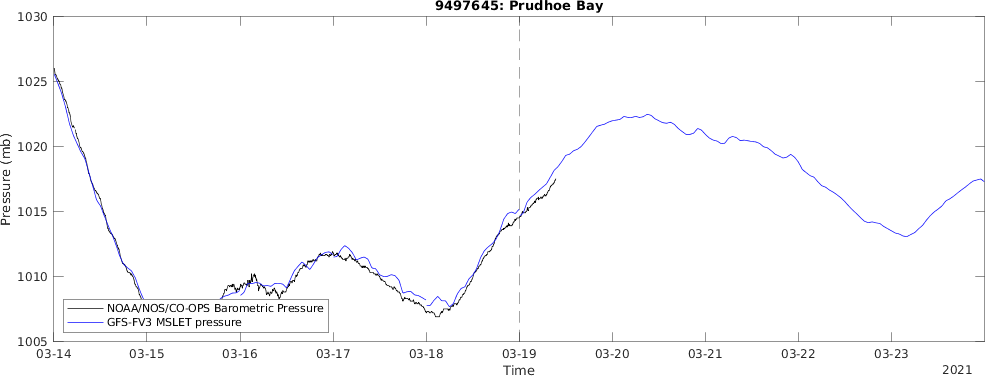 9497645: Prudhoe Bay
1030
1025
1020
1015
1010
1005
Pressure (mb)
NOAA/NOS/CO-OPS Barometric Pressure
GFS-FV3 MSLET pressure
03-14 03-15 03-16 03-17 03-18 03-19 03-20 03-21 03-22 03-23
Time
2021